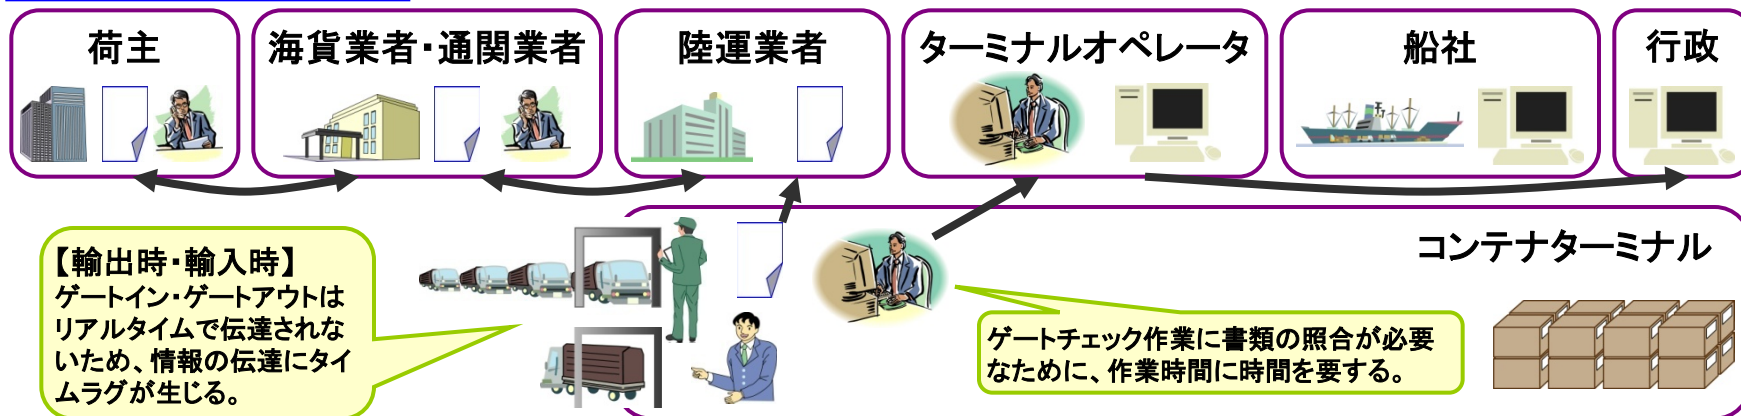 荷主
海貨業者・通関業者
陸運業者
ターミナルオペレータ
船社
行政
コンテナターミナル
【輸出時・輸入時】
ゲートイン・ゲートアウトは
リアルタイムで伝達されな
いため、情報の伝達にタイ
ムラグが生じる。
ゲートチェック作業に書類の照合が必要
なために、作業時間に時間を要する。